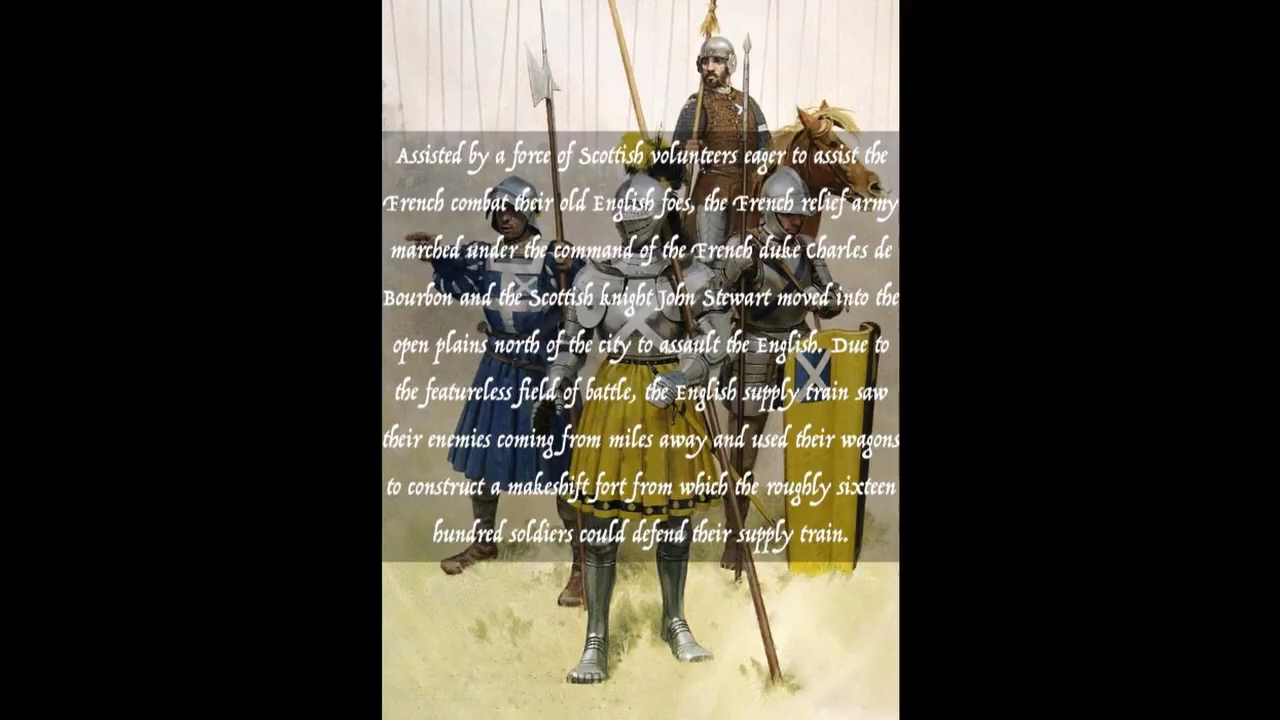 Assisted by a force of Scottish volunteers eager to assist the
French combat their old English foes, the French relief army
marched under the command of the French duke Charles de
Bourbon and the Scottish knight John Stewart moved into the
open plains north of the city to assault the English. Due to
the featureless field of battle, the English supply train saw
their enemies coming from miles away and used their wagons
to construct a makeshift fort from which the roughly sixteen
hundred soldiers could defend their supply train.